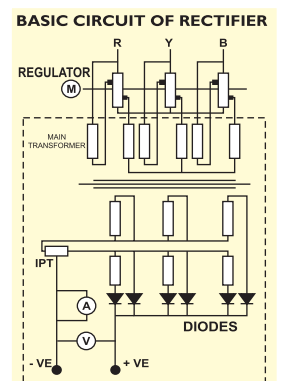 BASIC CIRCUIT OF RECTIFIER
R Y B
REGULATOR
M
MAIN
TRANSFORMER
IPT
A
DIODES
V
- VE + VE